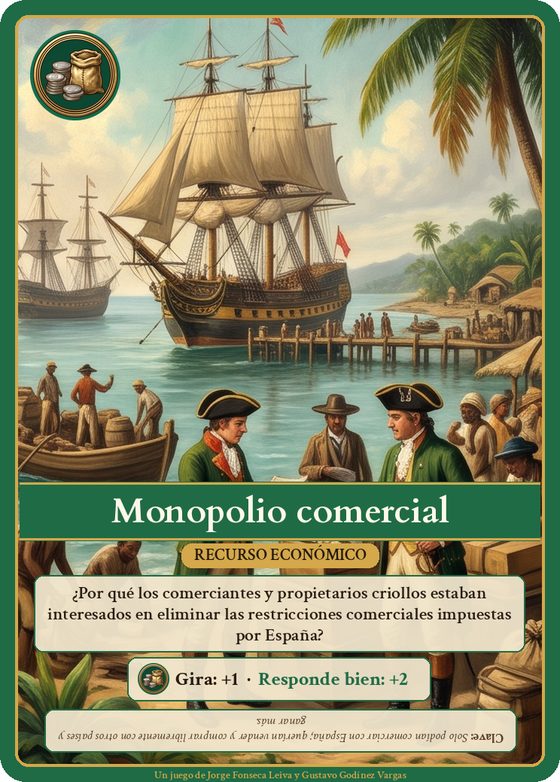 Monopolio comercial
RECURSO ECONÓMICO
¿Por qué los comerciantes y propietarios criollos estaban
interesados en eliminar las restricciones comerciales impuestas
por España?
Gira: +1 · Responde bien: +2
Clave: Solo podían comerciar con España; querían vender y comprar libremente con otros países y
ganar más
Un juego de Jorge Fonseca Leiva y Gustavo Godínez Vargas